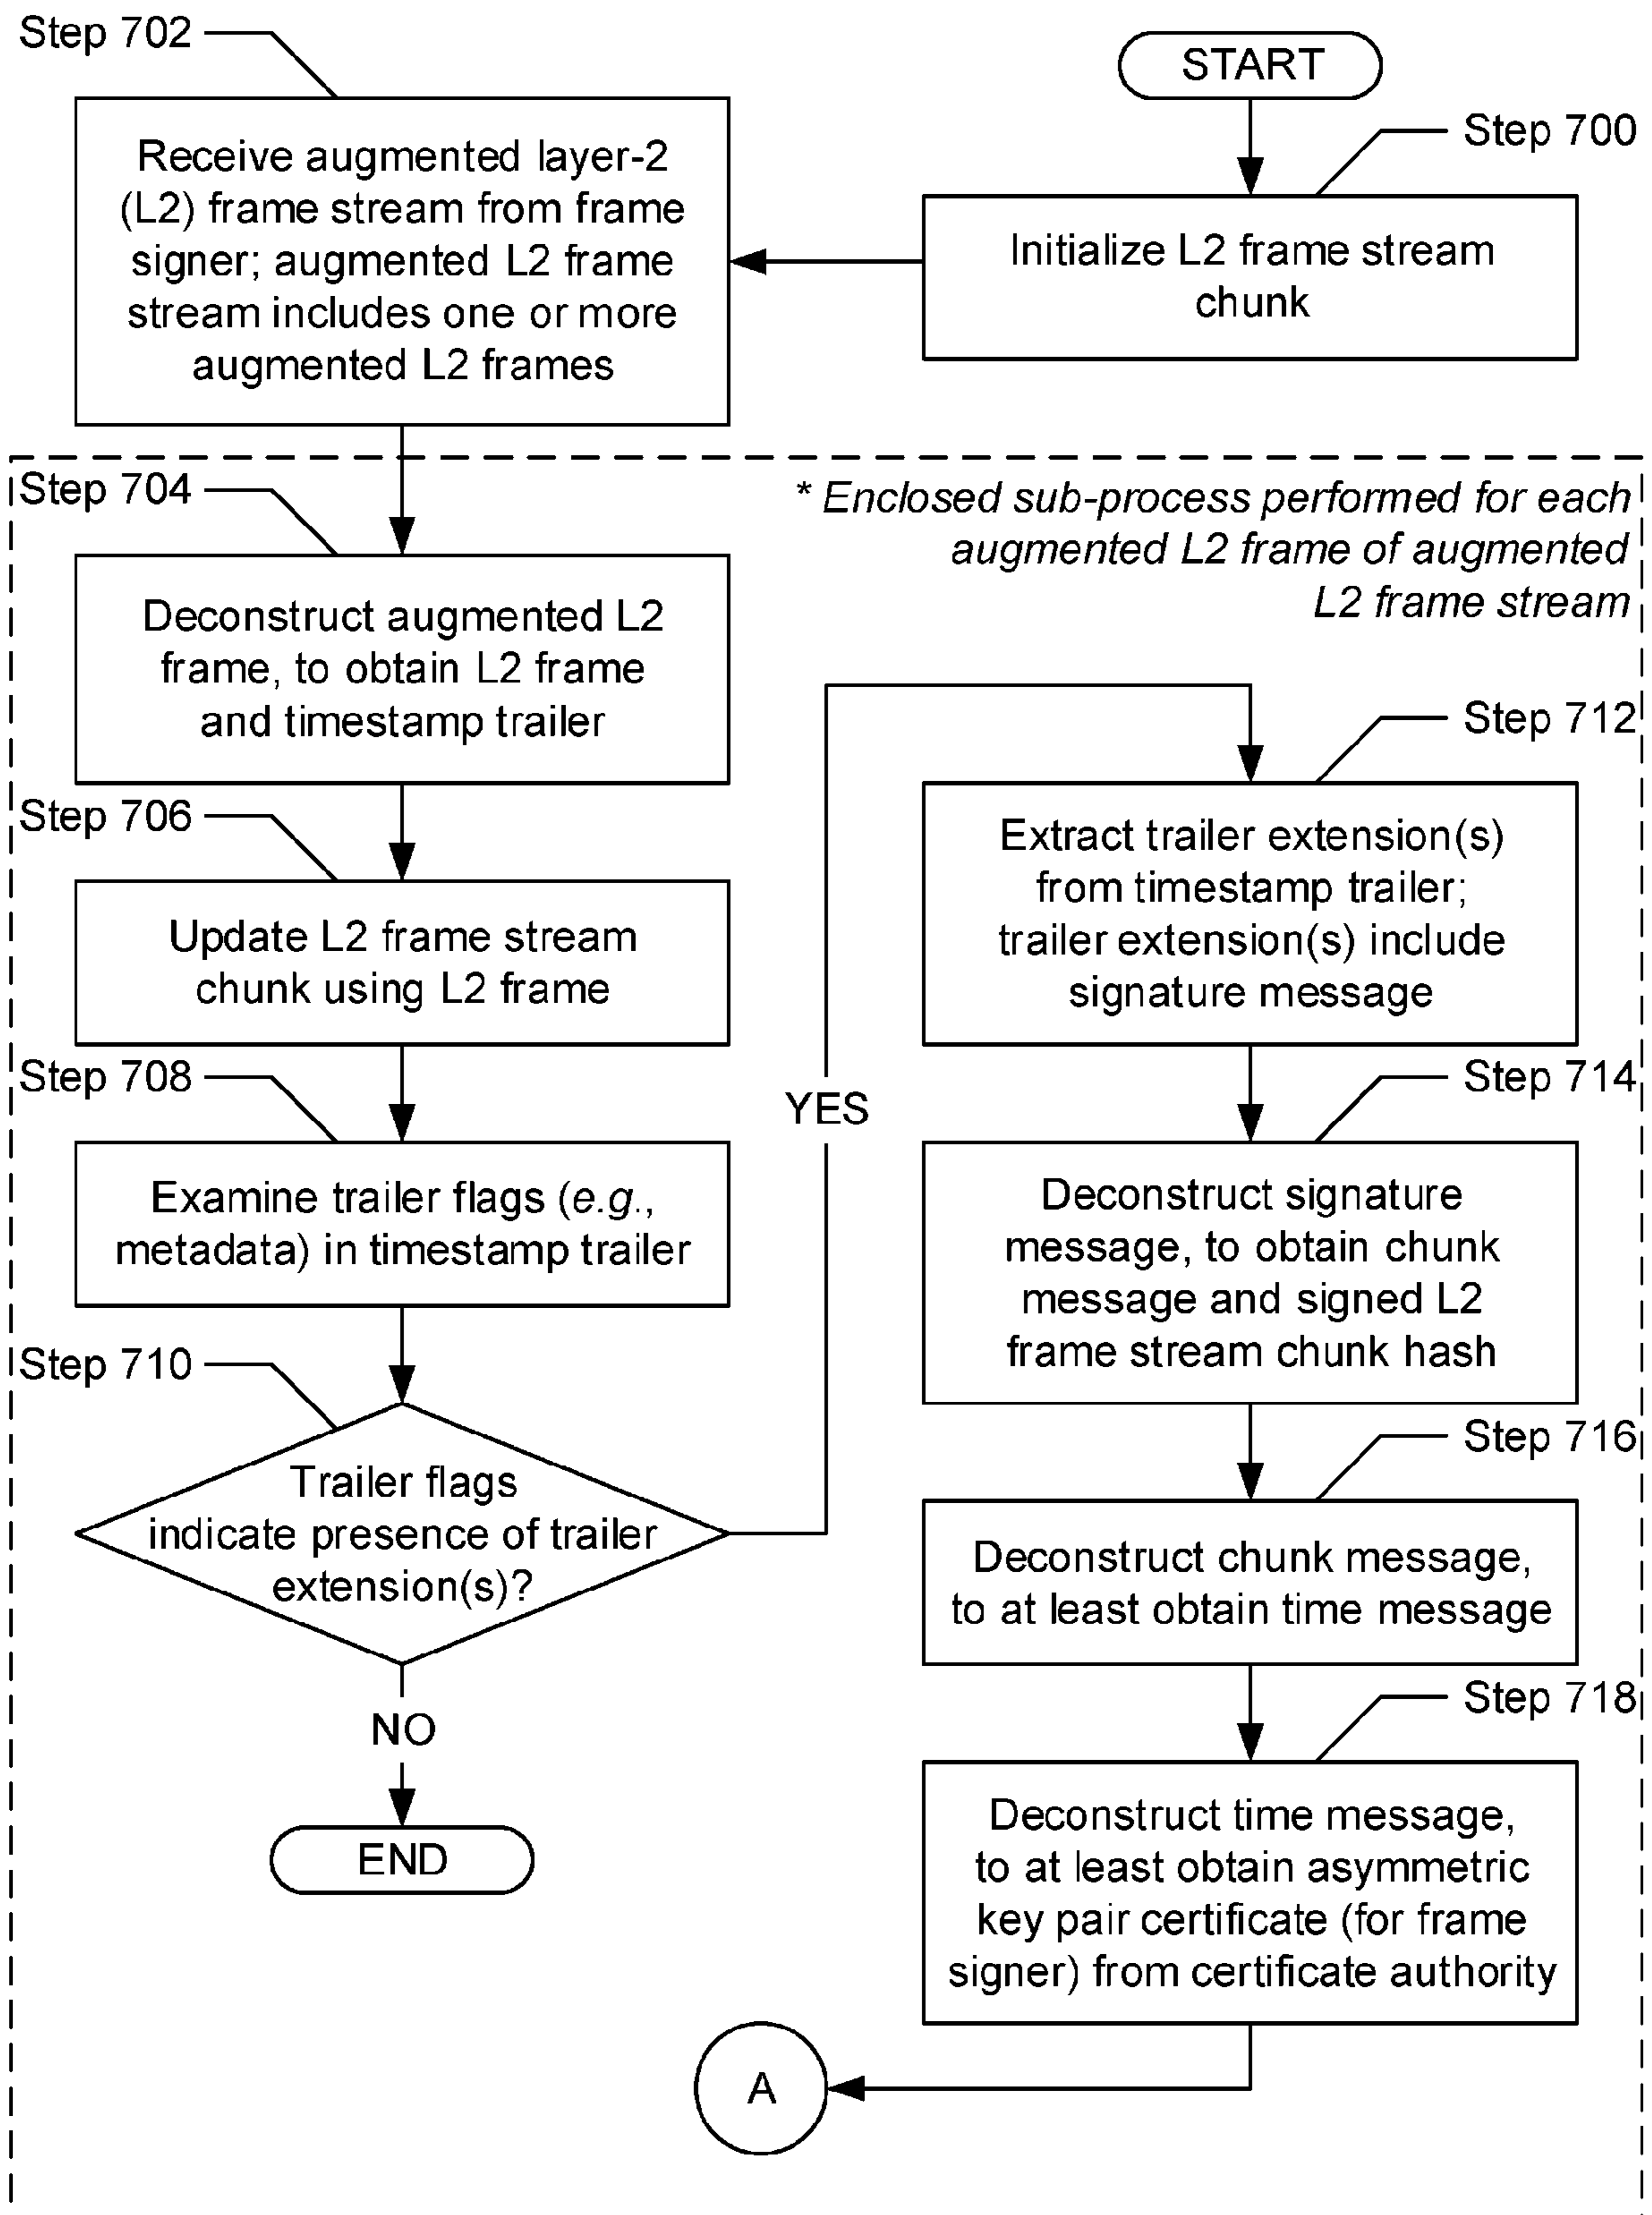 START
Step 700
Initialize L2 frame stream
chunk
Step 702
Receive augmented layer-2
(L2) frame stream from frame
signer; augmented L2 frame
stream includes one or more
augmented L2 frames
* Enclosed sub-process performed for each
augmented L2 frame of augmented
L2 frame stream
Step 704
Deconstruct augmented L2
frame, to obtain L2 frame
and timestamp trailer
Step 706
Update L2 frame stream
chunk using L2 frame
Step 708
Examine trailer flags (e.g.,
metadata) in timestamp trailer
Step 710
Trailer flags
indicate presence of trailer
extension(s)?
NO
END
YES
Step 712
Extract trailer extension(s)
from timestamp trailer;
trailer extension(s) include
signature message
Step 714
Deconstruct signature
message, to obtain chunk
message and signed L2
frame stream chunk hash
Step 716
Deconstruct chunk message,
to at least obtain time message
Step 718
Deconstruct time message,
to at least obtain asymmetric
key pair certificate (for frame
signer) from certificate authority
A